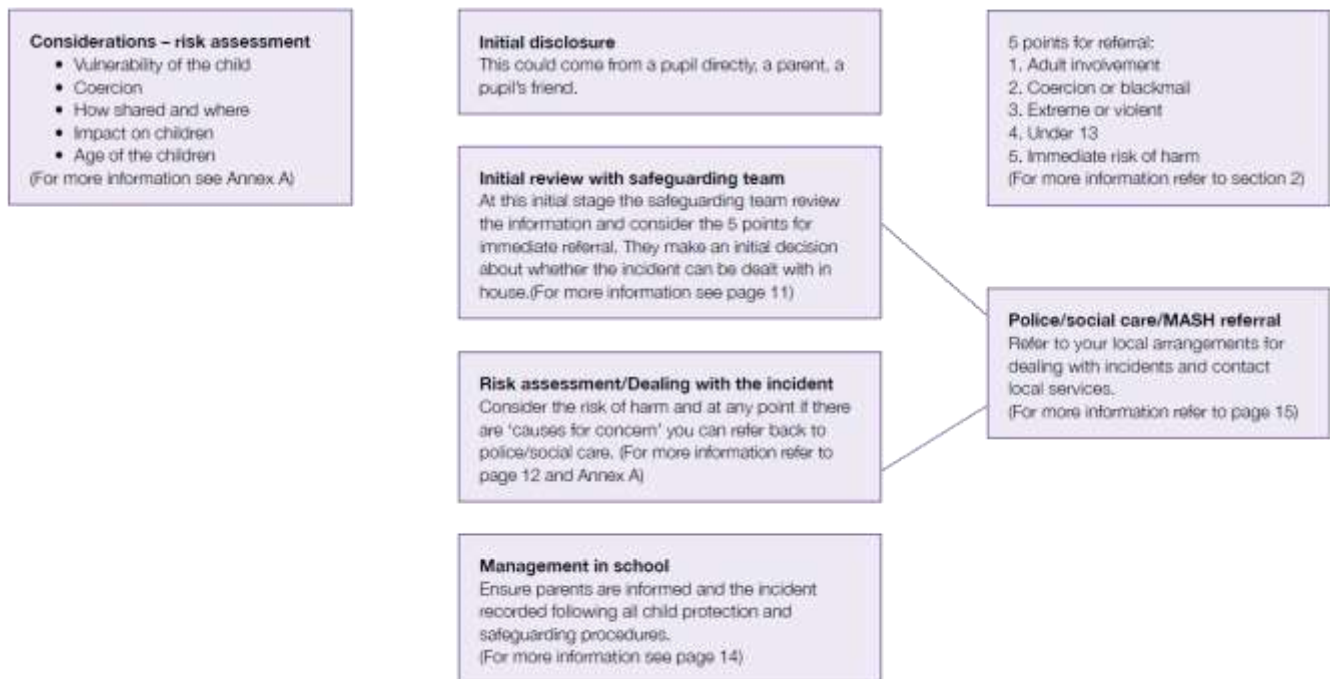 Considerations – risk assessment
• Vulnerability of the child
• Coercion
• How shared and where
• Impact on children
• Age of the children
(For more information see Annex A)
Initial disclosure
This could come from a pupil directly, a parent, a
pupil's friend.
Initial review with safeguarding team
At this initial stage the safeguarding team review
the information and consider the 5 points for
immediate referral. They make an initial decision
about whether the incident can be dealt with in
house.(For more information see page 11)
Risk assessment/Dealing with the incident
Consider the risk of harm and at any point if there
are 'causes for concern' you can refer back to
police/social care. (For more information refer to
page 12 and Annex A)
Management in school
Ensure parents are informed and the incident
recorded following all child protection and
safeguarding procedures.
(For more information see page 14)
5 points for referral:
1. Adult involvement
2. Coercion or blackmail
3. Extreme or violent
4. Under 13
5. Immediate risk of harm
(For more information refer to section 2)
Police/social care/MASH referral
Refer to your local arrangements for
dealing with incidents and contact
local services.
(For more information refer to page 15)